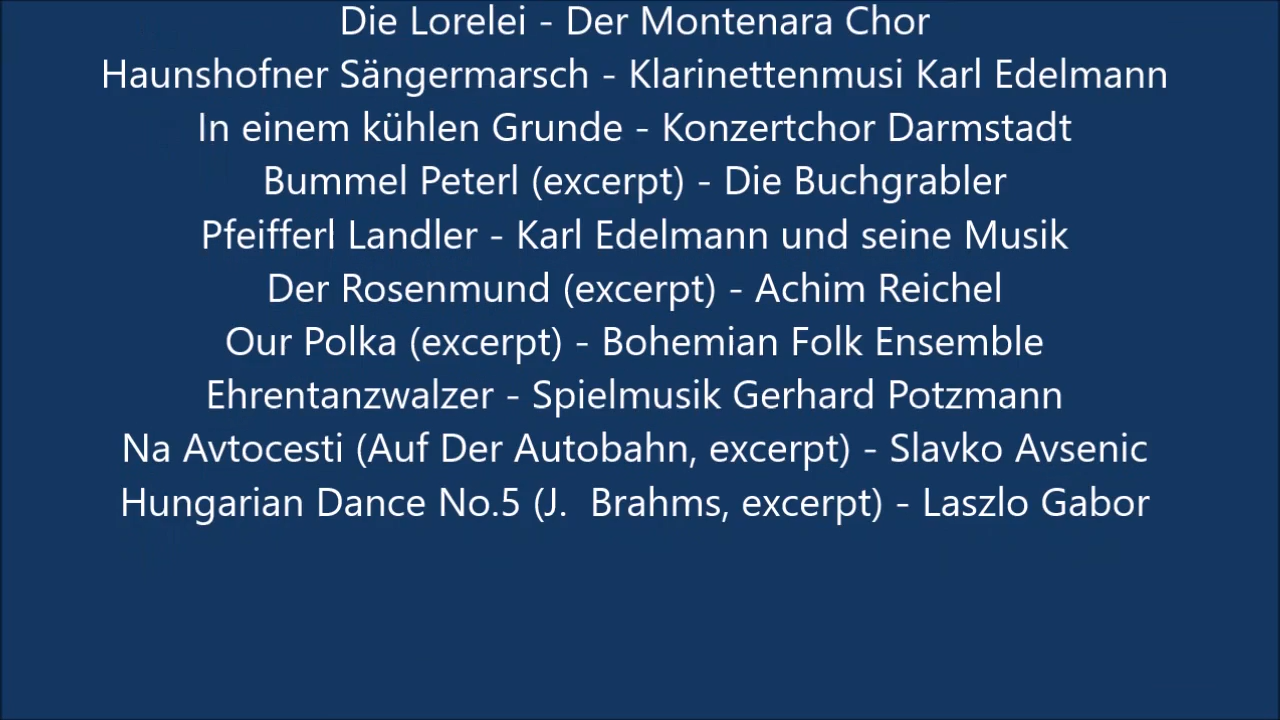 Die Lorelei - Der Montenara Chor
Haunshofner Sängermarsch - Klarinettenmusi Karl Edelmann
In einem kühlen Grunde - Konzertchor Darmstadt
Bummel Peterl (excerpt) - Die Buchgrabler
Pfeifferl Landler - Karl Edelmann und seine Musik
Der Rosenmund (excerpt) - Achim Reichel
Our Polka (excerpt) - Bohemian Folk Ensemble
Ehrentanzwalzer - Spielmusik Gerhard Potzmann
Na Avtocesti (Auf Der Autobahn, excerpt) - Slavko Avsenic
Hungarian Dance No.5 (J.  Brahms, excerpt) - Laszlo Gabor